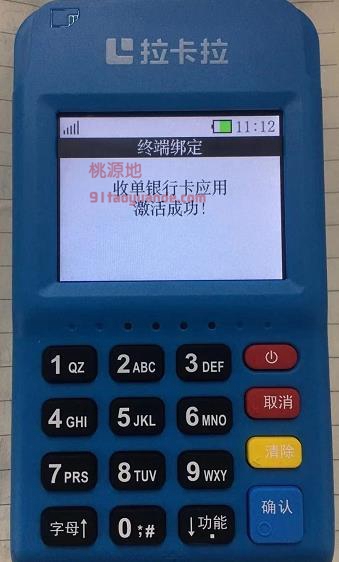 拉卡拉
11:12
终端绑定
桃源地
收单银行卡应用
91taoyuande.com
激活成功!
1 QZ
2 ABC
3 DEF
4 GHI
5 JKL
6 MNO
取消
清除
7 PRS
8 TUV
9 WXY
字母↑
0 *,#
↓功能
确认